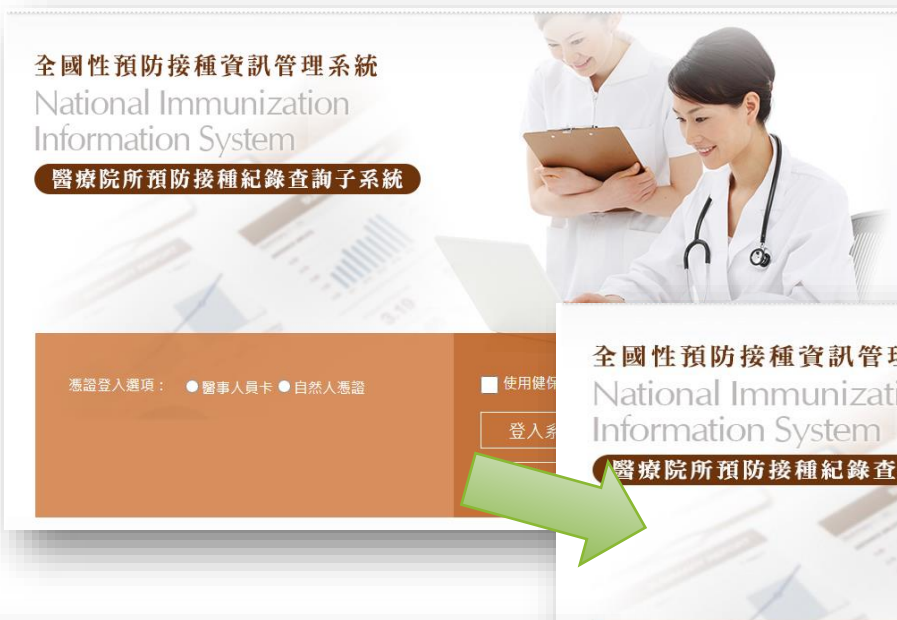 全國性預防接種資訊管理系統
National Immunization
Information System
醫療院所預防接種紀錄查詢子系統
憑證登入選項： 醫事人員卡 自然人憑證
使用健保
登入系
全國性預防接種資訊管
National Immunizati
Information System
醫療院所預防接種紀錄查